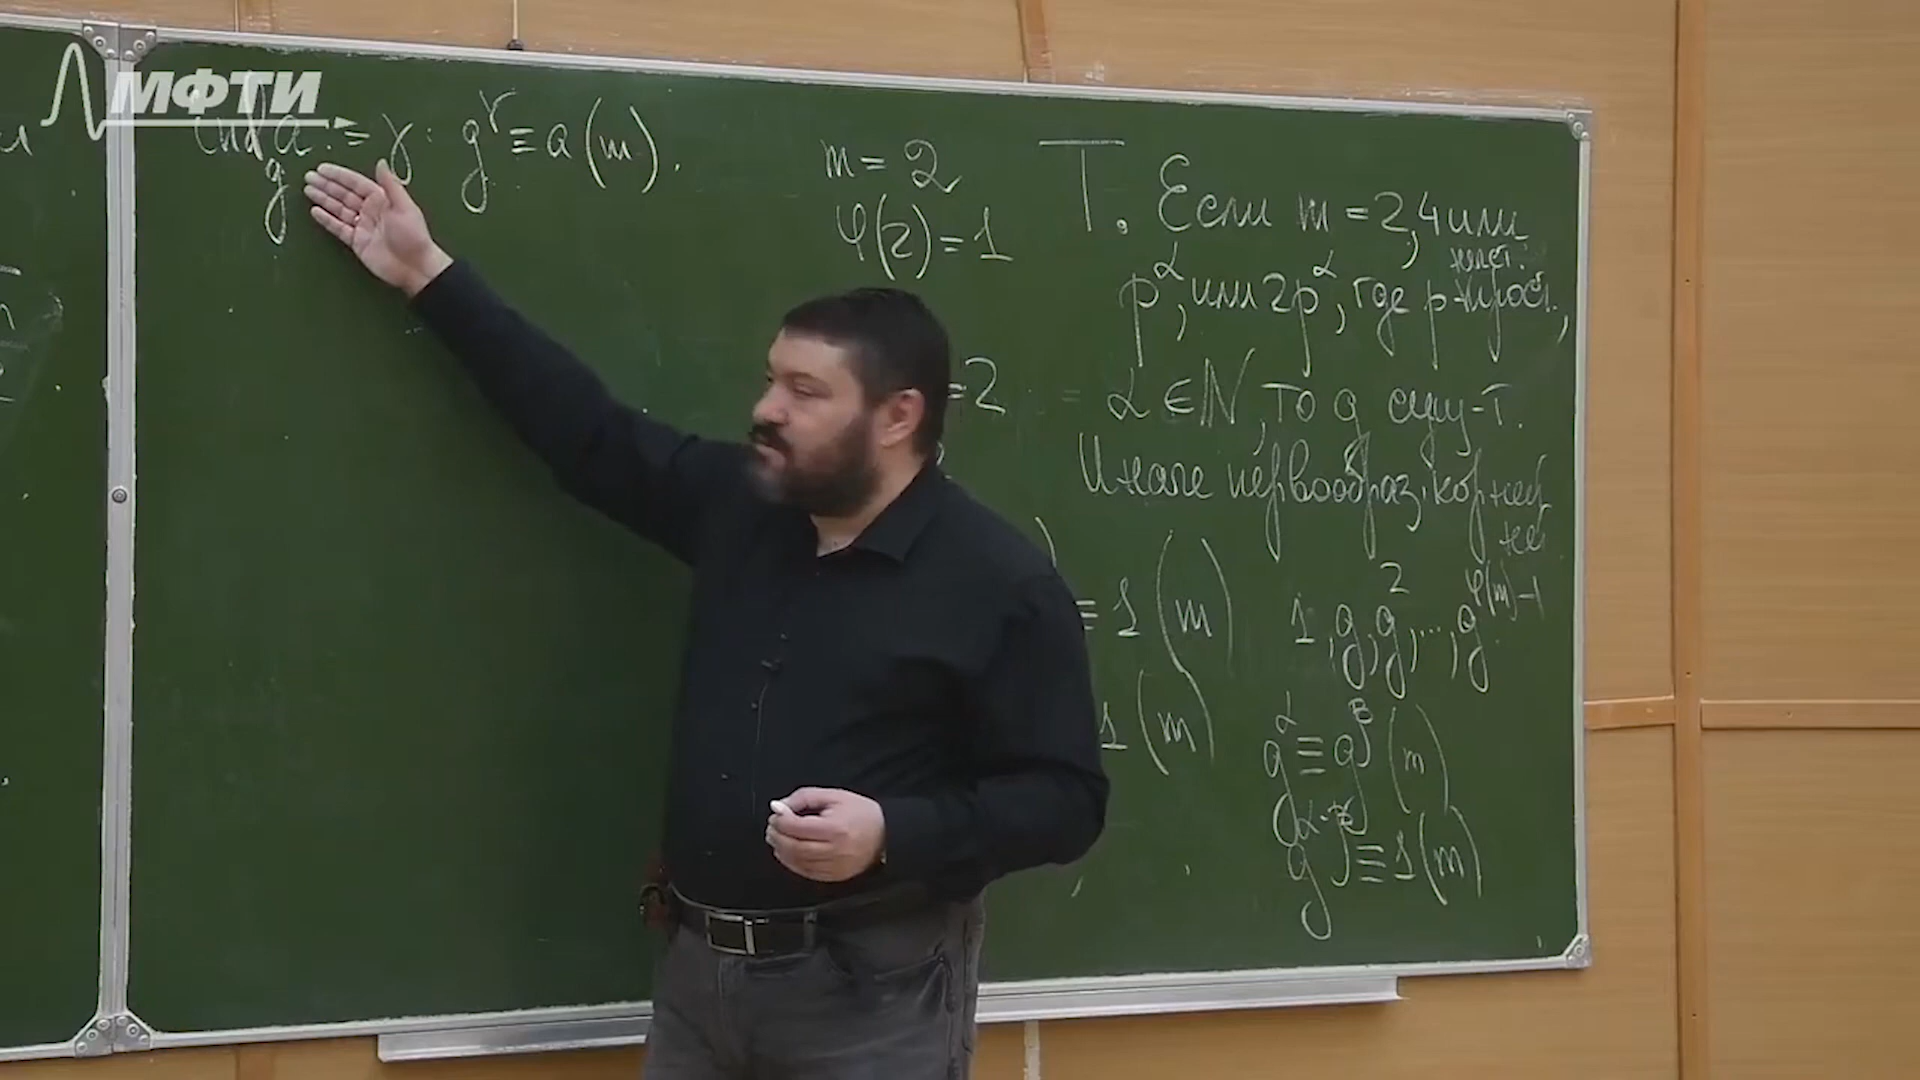 МФТИ
ind_g a := γ: g^γ ≡ a (m).
m = 2
φ(2) = 1
=2
≡ 1 (m)
1 (m)
Т. Если m = 2, 4 или
p^α, или 2p^α, где p - нечёт. прост.,
α ∈ N, то g сущ-т.
Иначе первообраз. корней
нет
1, g, g^2, ..., g^{φ(m)-1}
g^α ≡ g^β (m)
g^{(α-β)} ≡ 1 (m)